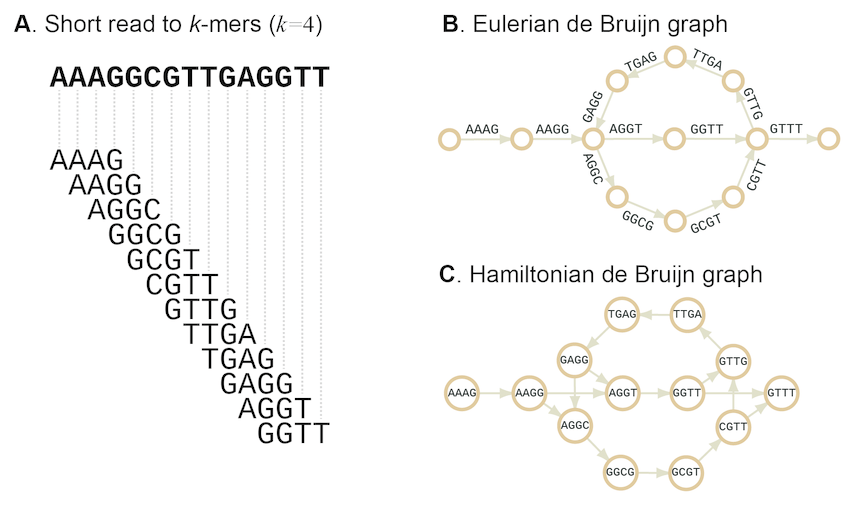 A. Short read to k-mers (k=4)
AAAGGCGTTGAGGTT
AAAG
AAGG
AGGC
GGCG
GCGT
CGTT
GTTG
TTGA
TGAG
GAGG
AGGT
GGTT
B. Eulerian de Bruijn graph
TGAG TTGA
GAGG GTTG
AAAG AAGG AGGT GGTT GTTT
AGGC CGTT
GGCG GCGT
C. Hamiltonian de Bruijn graph
TGAG TTGA
GAGG GTTG
AAAG AAGG AGGT GGTT GTTT
AGGC CGTT
GGCG GCGT